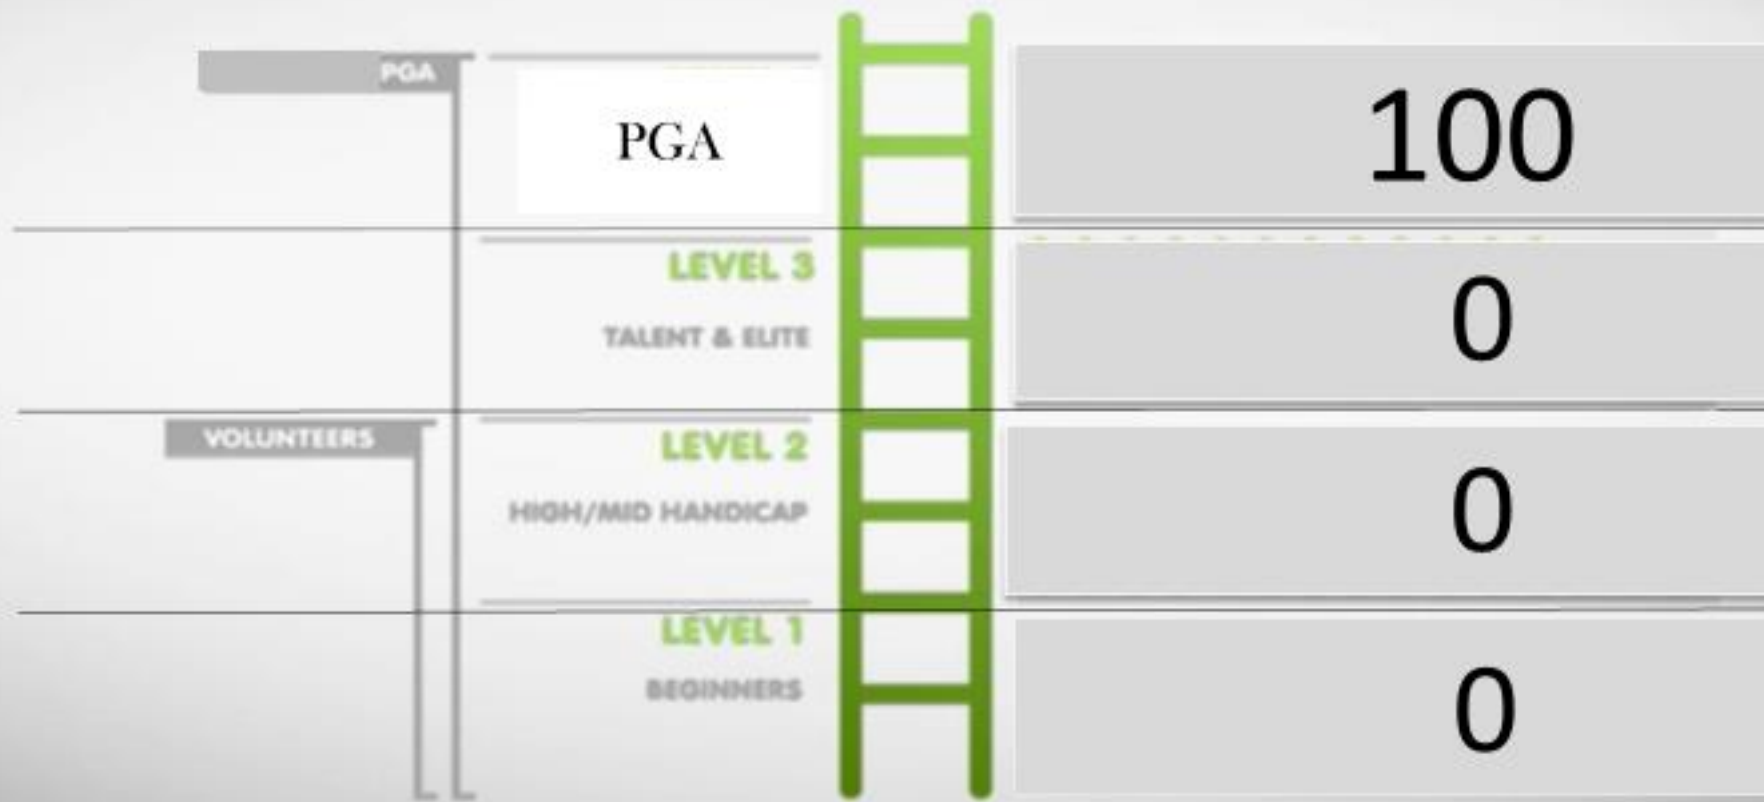 PGA
PGA
100
LEVEL 3
TALENT & ELITE
0
VOLUNTEERS
LEVEL 2
HIGH/MID HANDICAP
0
LEVEL 1
BEGINNERS
0